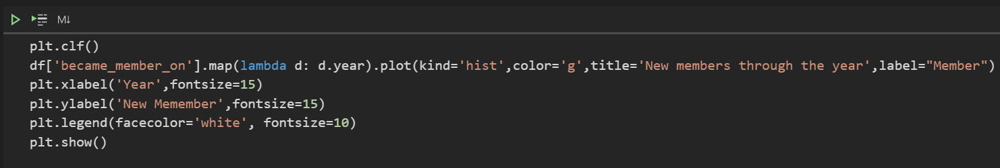 M↓
plt.clf()
df['became_member_on'].map(lambda d: d.year).plot(kind='hist',color='g',title='New members through the year',label="Member")
plt.xlabel('Year',fontsize=15)
plt.ylabel('New Memember',fontsize=15)
plt.legend(facecolor='white', fontsize=10)
plt.show()